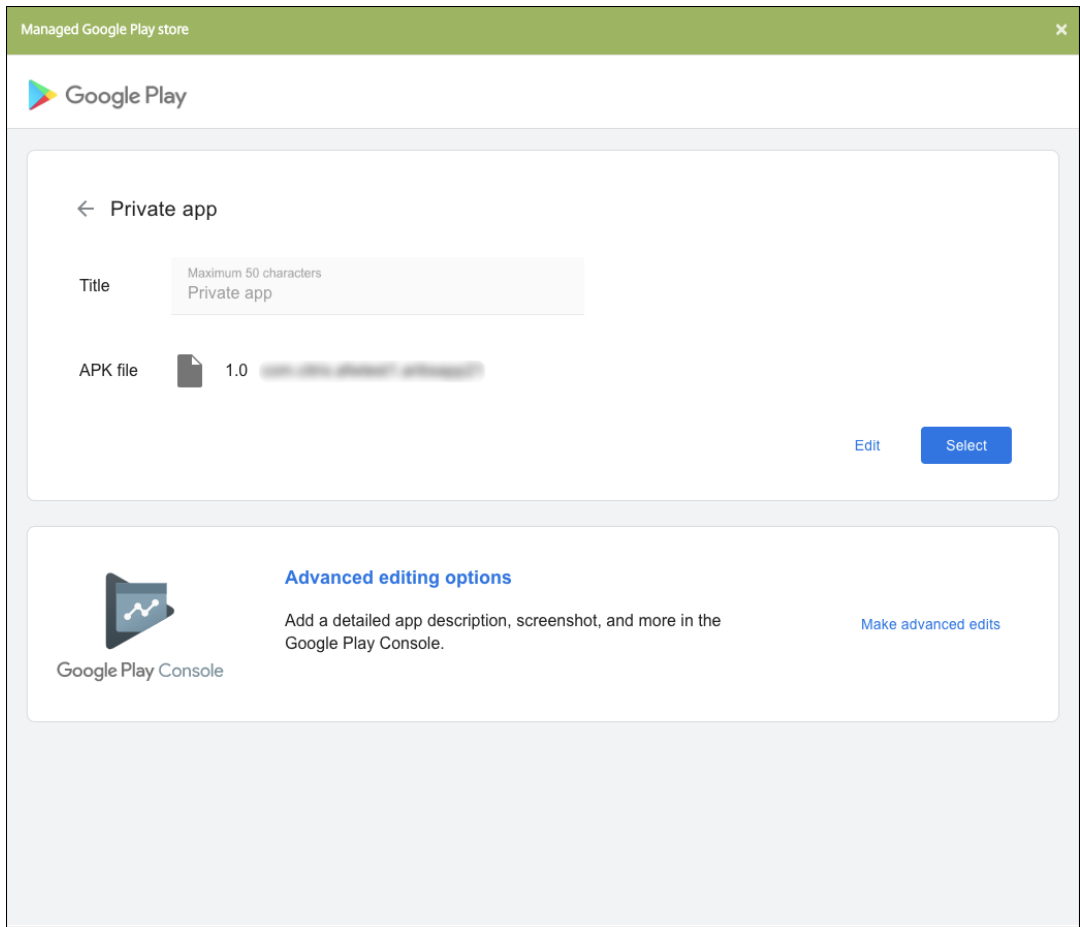 Managed Google Play store
Google Play
Private app
Title
Maximum 50 characters
Private app
APK file
1.0
Edit
Select
Advanced editing options
Add a detailed app description, screenshot, and more in the
Google Play Console.
Make advanced edits
Google Play Console